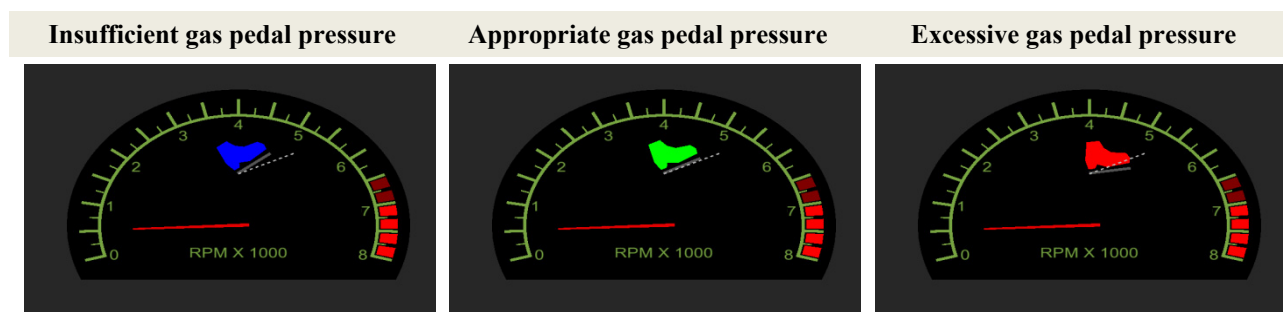 Insufficient gas pedal pressure
Appropriate gas pedal pressure
Excessive gas pedal pressure
0 1 2 3 4 5 6 7 8
RPM X 1000
0 1 2 3 4 5 6 7 8
RPM X 1000
0 1 2 3 4 5 6 7 8
RPM X 1000